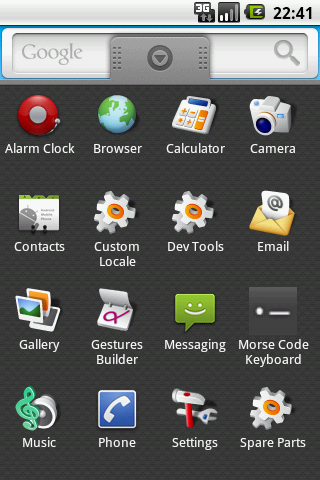 3G 22:41
Google
Alarm Clock Browser Calculator Camera
Contacts Custom Locale Dev Tools Email
Gallery Gestures Builder Messaging Morse Code Keyboard
Music Phone Settings Spare Parts